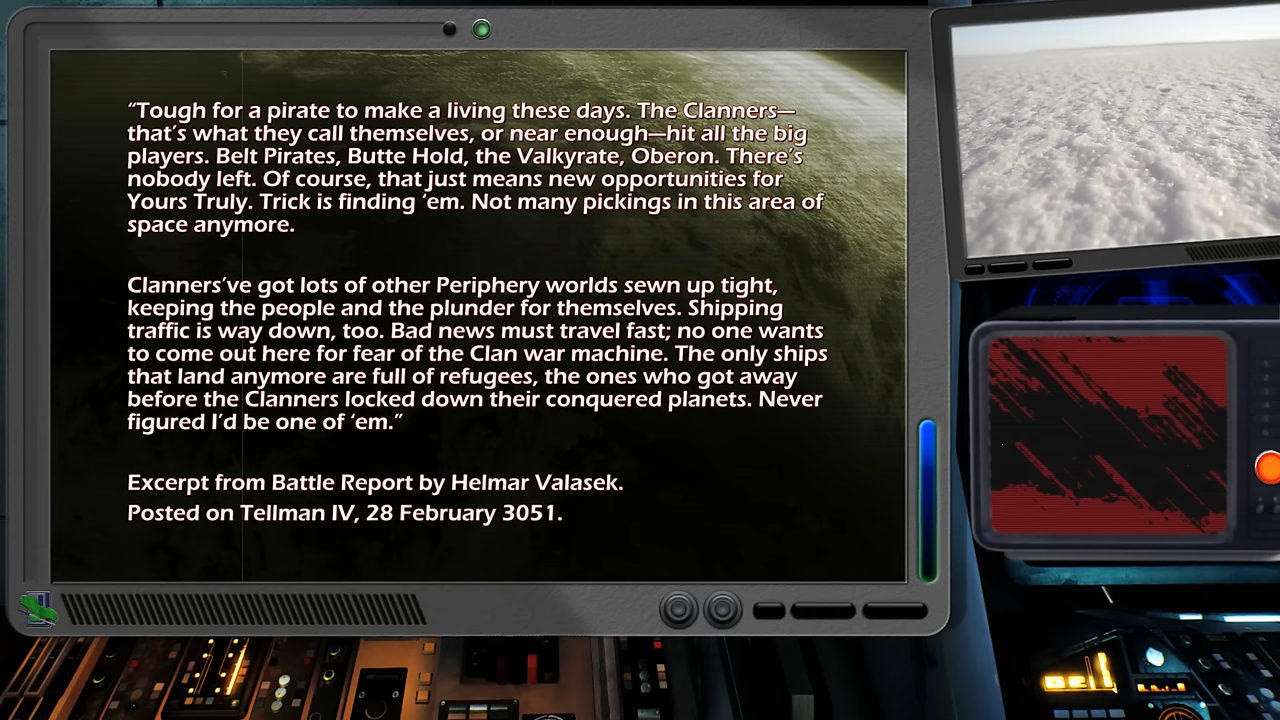 “Tough for a pirate to make a living these days. The Clanners—
that’s what they call themselves, or near enough—hit all the big
players. Belt Pirates, Butte Hold, the Valkyrate, Oberon. There’s
nobody left. Of course, that just means new opportunities for
Yours Truly. Trick is finding ‘em. Not many pickings in this area of
space anymore.
Clanners’ve got lots of other Periphery worlds sewn up tight,
keeping the people and the plunder for themselves. Shipping
traffic is way down, too. Bad news must travel fast; no one wants
to come out here for fear of the Clan war machine. The only ships
that land anymore are full of refugees, the ones who got away
before the Clanners locked down their conquered planets. Never
figured I’d be one of ‘em.”
Excerpt from Battle Report by Helmar Valasek.
Posted on Tellman IV, 28 February 3051.